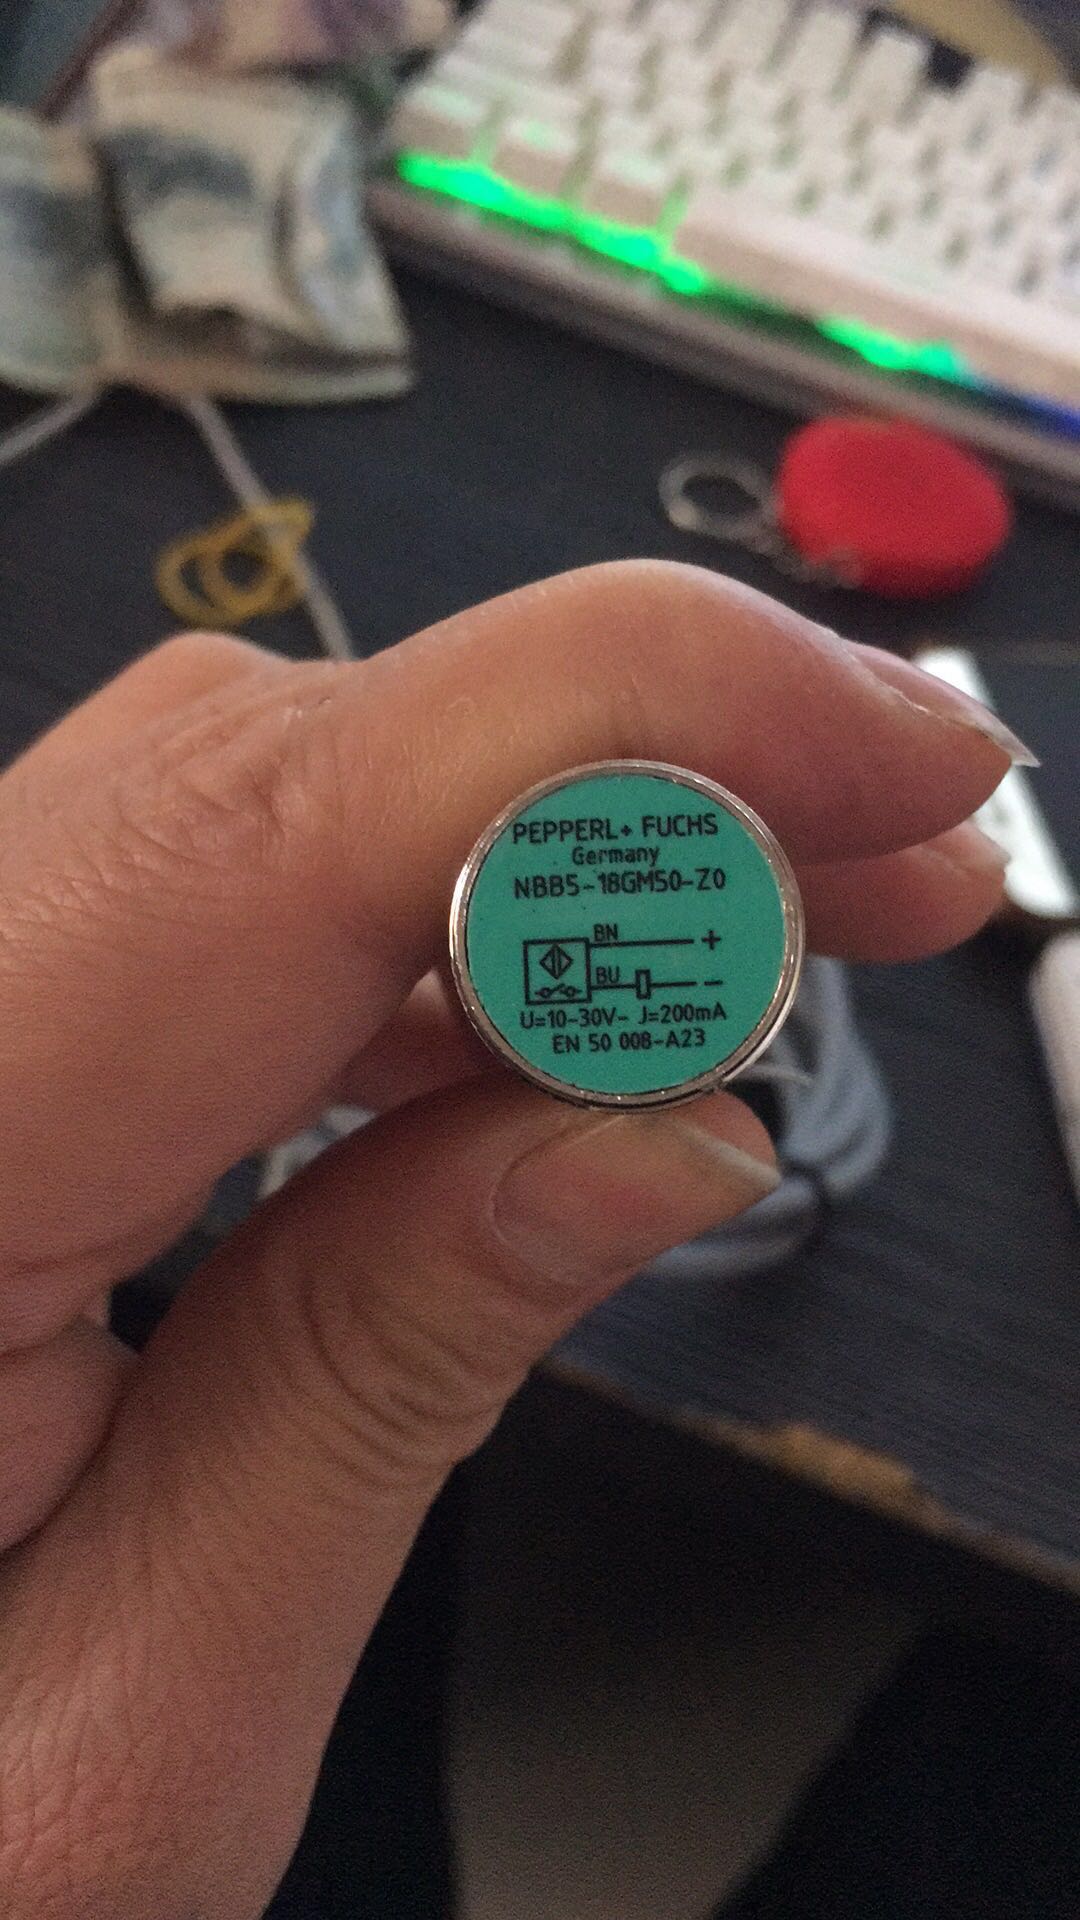 PEPPERL+ FUCHS
Germany
NBB5-18GM50-Z0
BN +
BU -
U=10-30V- J=200mA
EN 50 008-A23